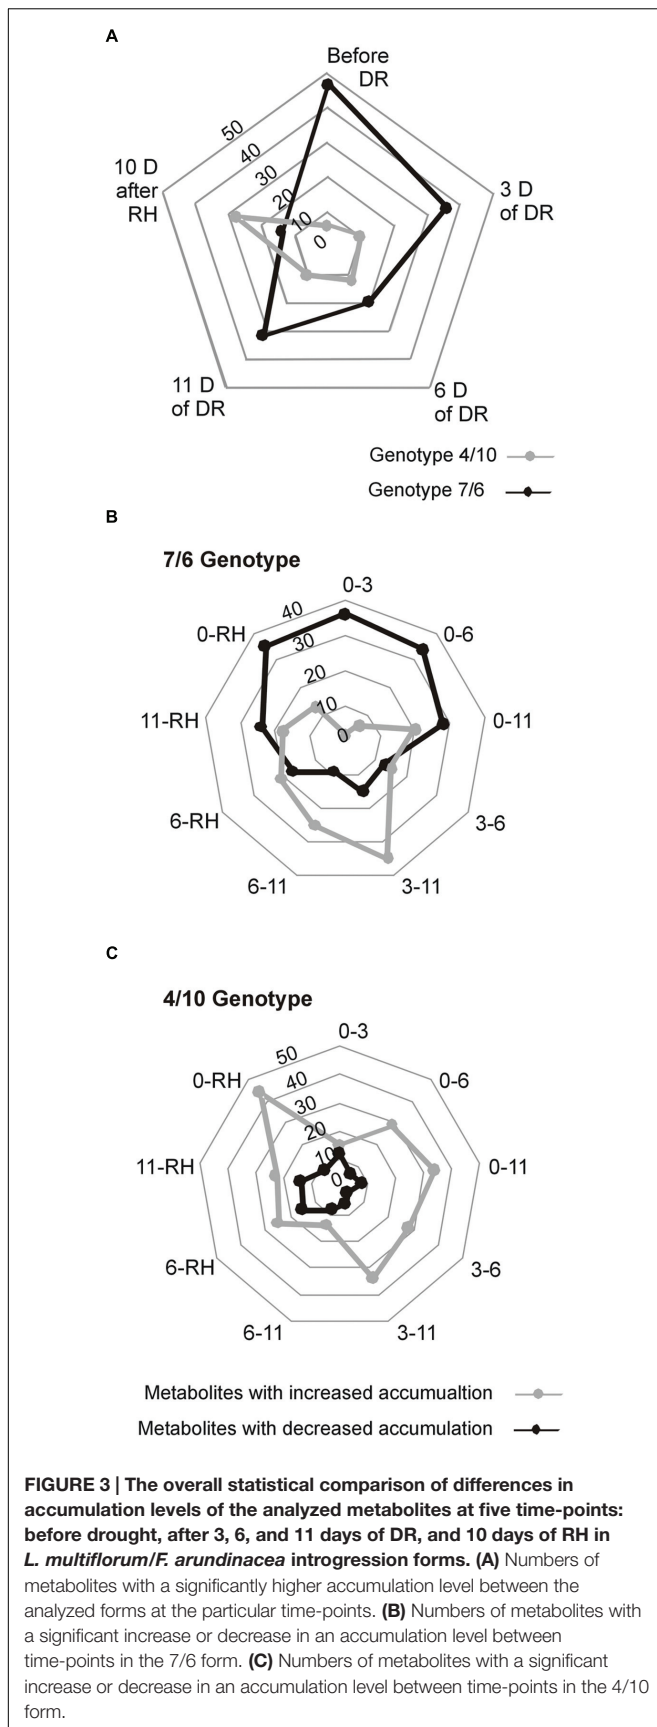 A
Before
DR
50
40
30
20
10
0
10 D
after
RH
3 D
of DR
11 D
of DR
6 D
of DR
Genotype 4/10
Genotype 7/6
B
7/6 Genotype
0-3
40
30
20
10
0
0-RH
0-6
11-RH
0-11
6-RH
3-6
6-11
3-11
C
4/10 Genotype
0-3
50
40
30
20
10
0
0-RH
0-6
11-RH
0-11
6-RH
3-6
6-11
3-11
Metabolites with increased accumualtion
Metabolites with decreased accumulation
FIGURE 3 | The overall statistical comparison of differences in
accumulation levels of the analyzed metabolites at five time-points:
before drought, after 3, 6, and 11 days of DR, and 10 days of RH in
L. multiflorum/F. arundinacea introgression forms. (A) Numbers of
metabolites with a significantly higher accumulation level between the
analyzed forms at the particular time-points. (B) Numbers of metabolites with
a significant increase or decrease in an accumulation level between
time-points in the 7/6 form. (C) Numbers of metabolites with a significant
increase or decrease in an accumulation level between time-points in the 4/10
form.